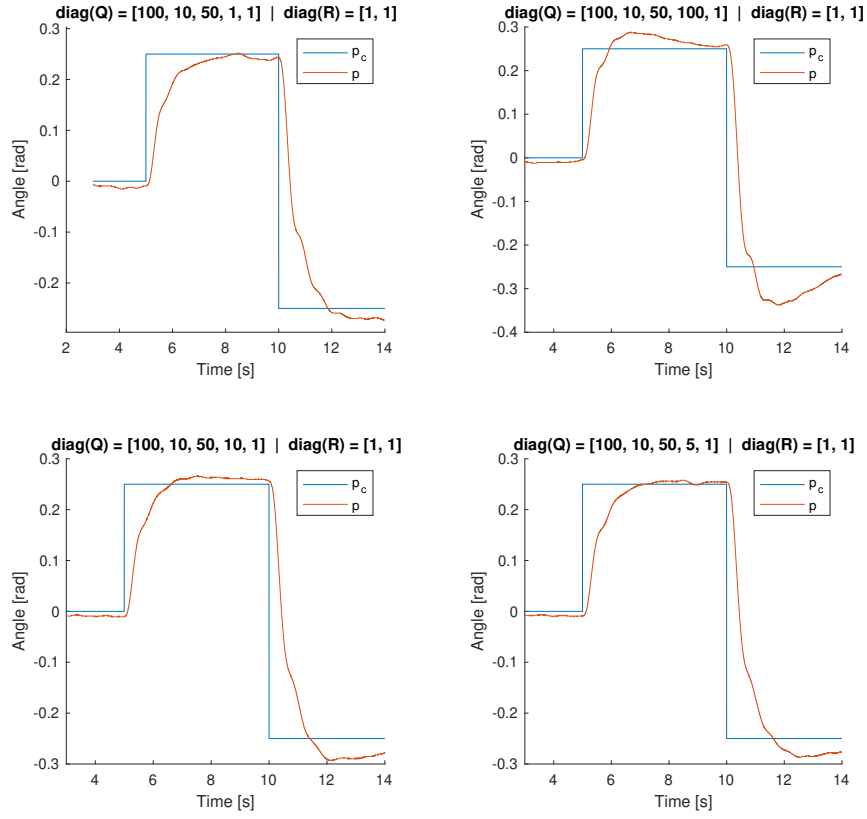 diag(Q) = [100, 10, 50, 1, 1] | diag(R) = [1, 1]
0.2
0.1
0
-0.1
-0.2
Angle [rad]
2 4 6 8 10 12 14
Time [s]
p_c
p
diag(Q) = [100, 10, 50, 100, 1] | diag(R) = [1, 1]
0.3
0.2
0.1
0
-0.1
-0.2
-0.3
-0.4
Angle [rad]
4 6 8 10 12 14
Time [s]
p_c
p
diag(Q) = [100, 10, 50, 10, 1] | diag(R) = [1, 1]
0.3
0.2
0.1
0
-0.1
-0.2
-0.3
Angle [rad]
4 6 8 10 12 14
Time [s]
p_c
p
diag(Q) = [100, 10, 50, 5, 1] | diag(R) = [1, 1]
0.3
0.2
0.1
0
-0.1
-0.2
-0.3
Angle [rad]
4 6 8 10 12 14
Time [s]
p_c
p